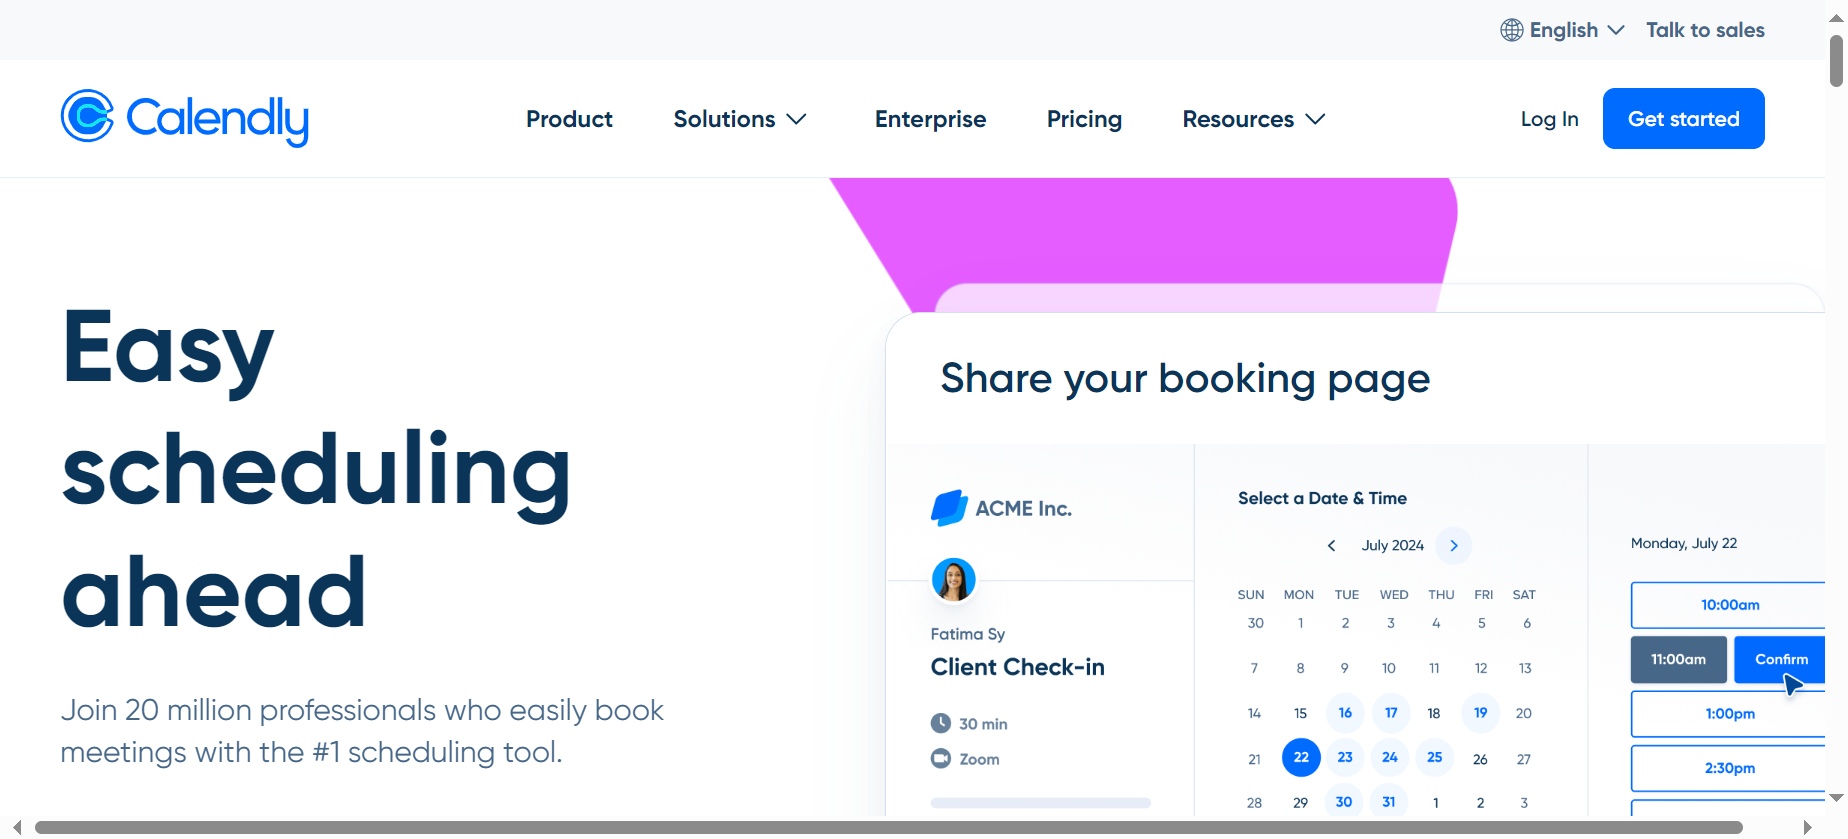 English
Talk to sales
Calendly
Product
Solutions
Enterprise
Pricing
Resources
Log In
Get started
Easy
scheduling
ahead
Join 20 million professionals who easily book
meetings with the #1 scheduling tool.
Share your booking page
ACME Inc.
Fatima Sy
Client Check-in
30 min
Zoom
Select a Date & Time
July 2024
SUN MON TUE WED THU FRI SAT
30 1 2 3 4 5 6
7 8 9 10 11 12 13
14 15 16 17 18 19 20
21 22 23 24 25 26 27
28 29 30 31 1 2 3
Monday, July 22
10:00am
11:00am
Confirm
1:00pm
2:30pm